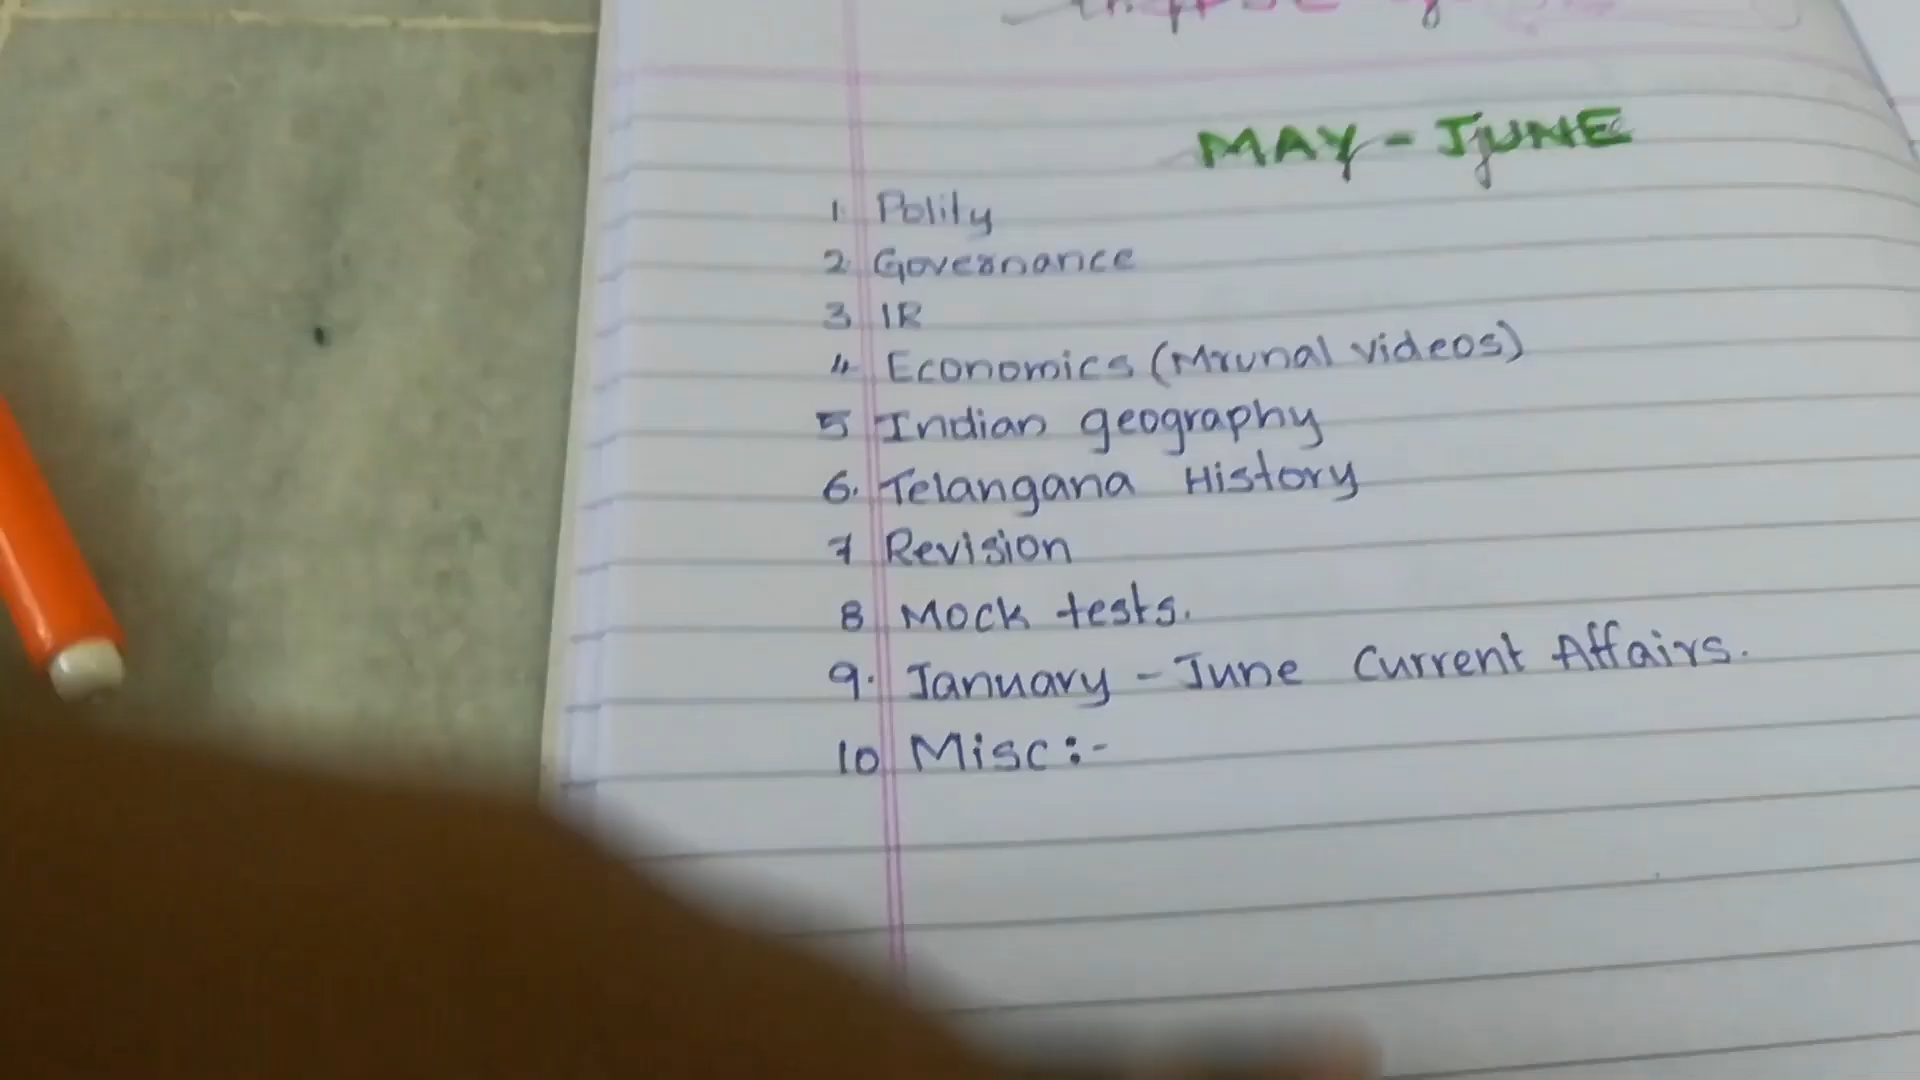 MAY - JUNE
1. Polity
2. Governance
3 IR
4 Economics (Mrunal videos)
5 Indian geography
6. Telangana History
7 Revision
8 Mock tests.
9. January - June Current Affairs.
10 Misc :-